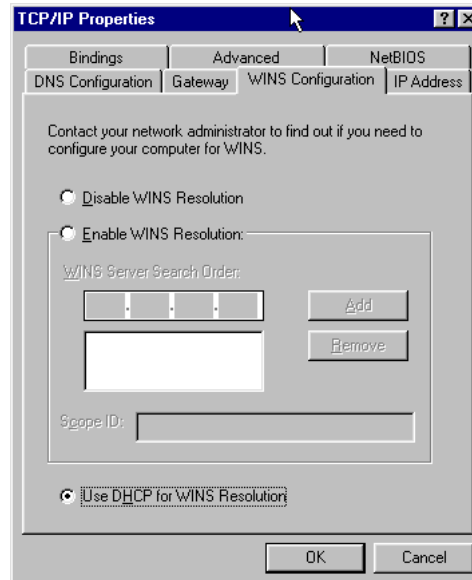 TCP/IP Properties
Bindings Advanced NetBIOS
DNS Configuration Gateway WINS Configuration IP Address
Contact your network administrator to find out if you need to
configure your computer for WINS.
Disable WINS Resolution
Enable WINS Resolution:
WINS Server Search Order:
. . .
Add
Remove
Scope ID:
Use DHCP for WINS Resolution
OK Cancel